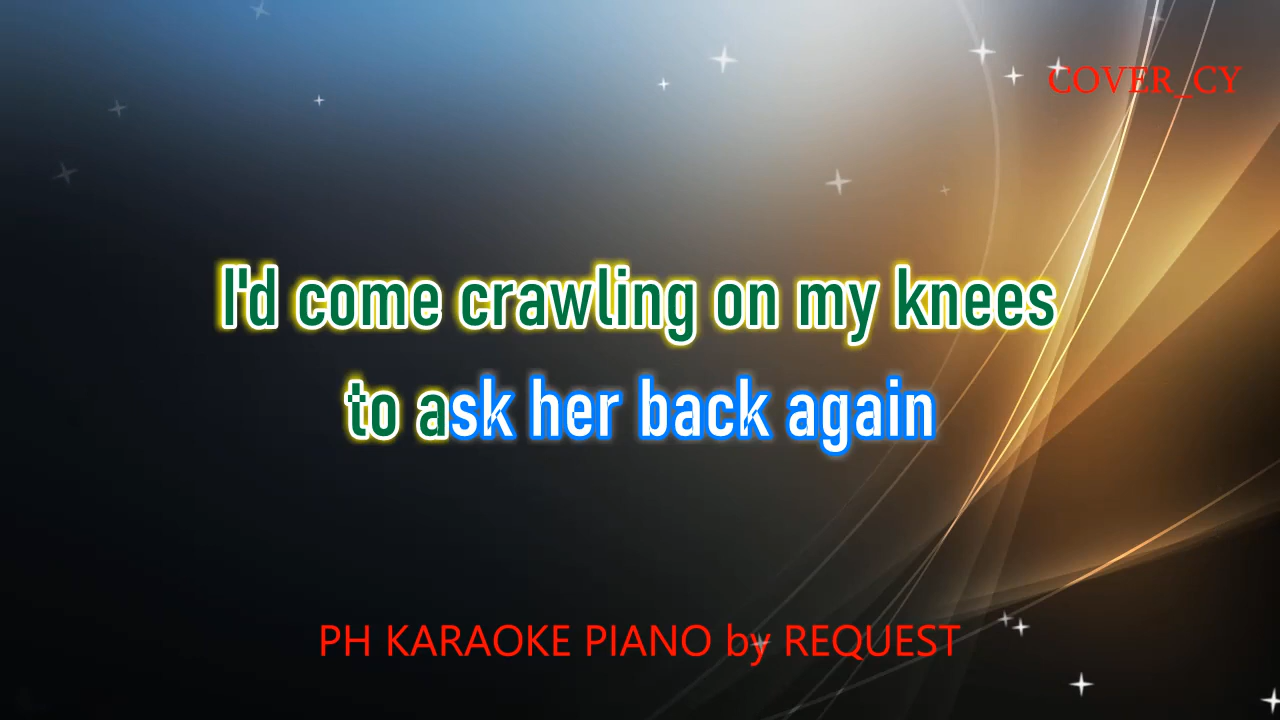 COVER_CY
I'd come crawling on my knees
to ask her back again
PH KARAOKE PIANO by REQUEST